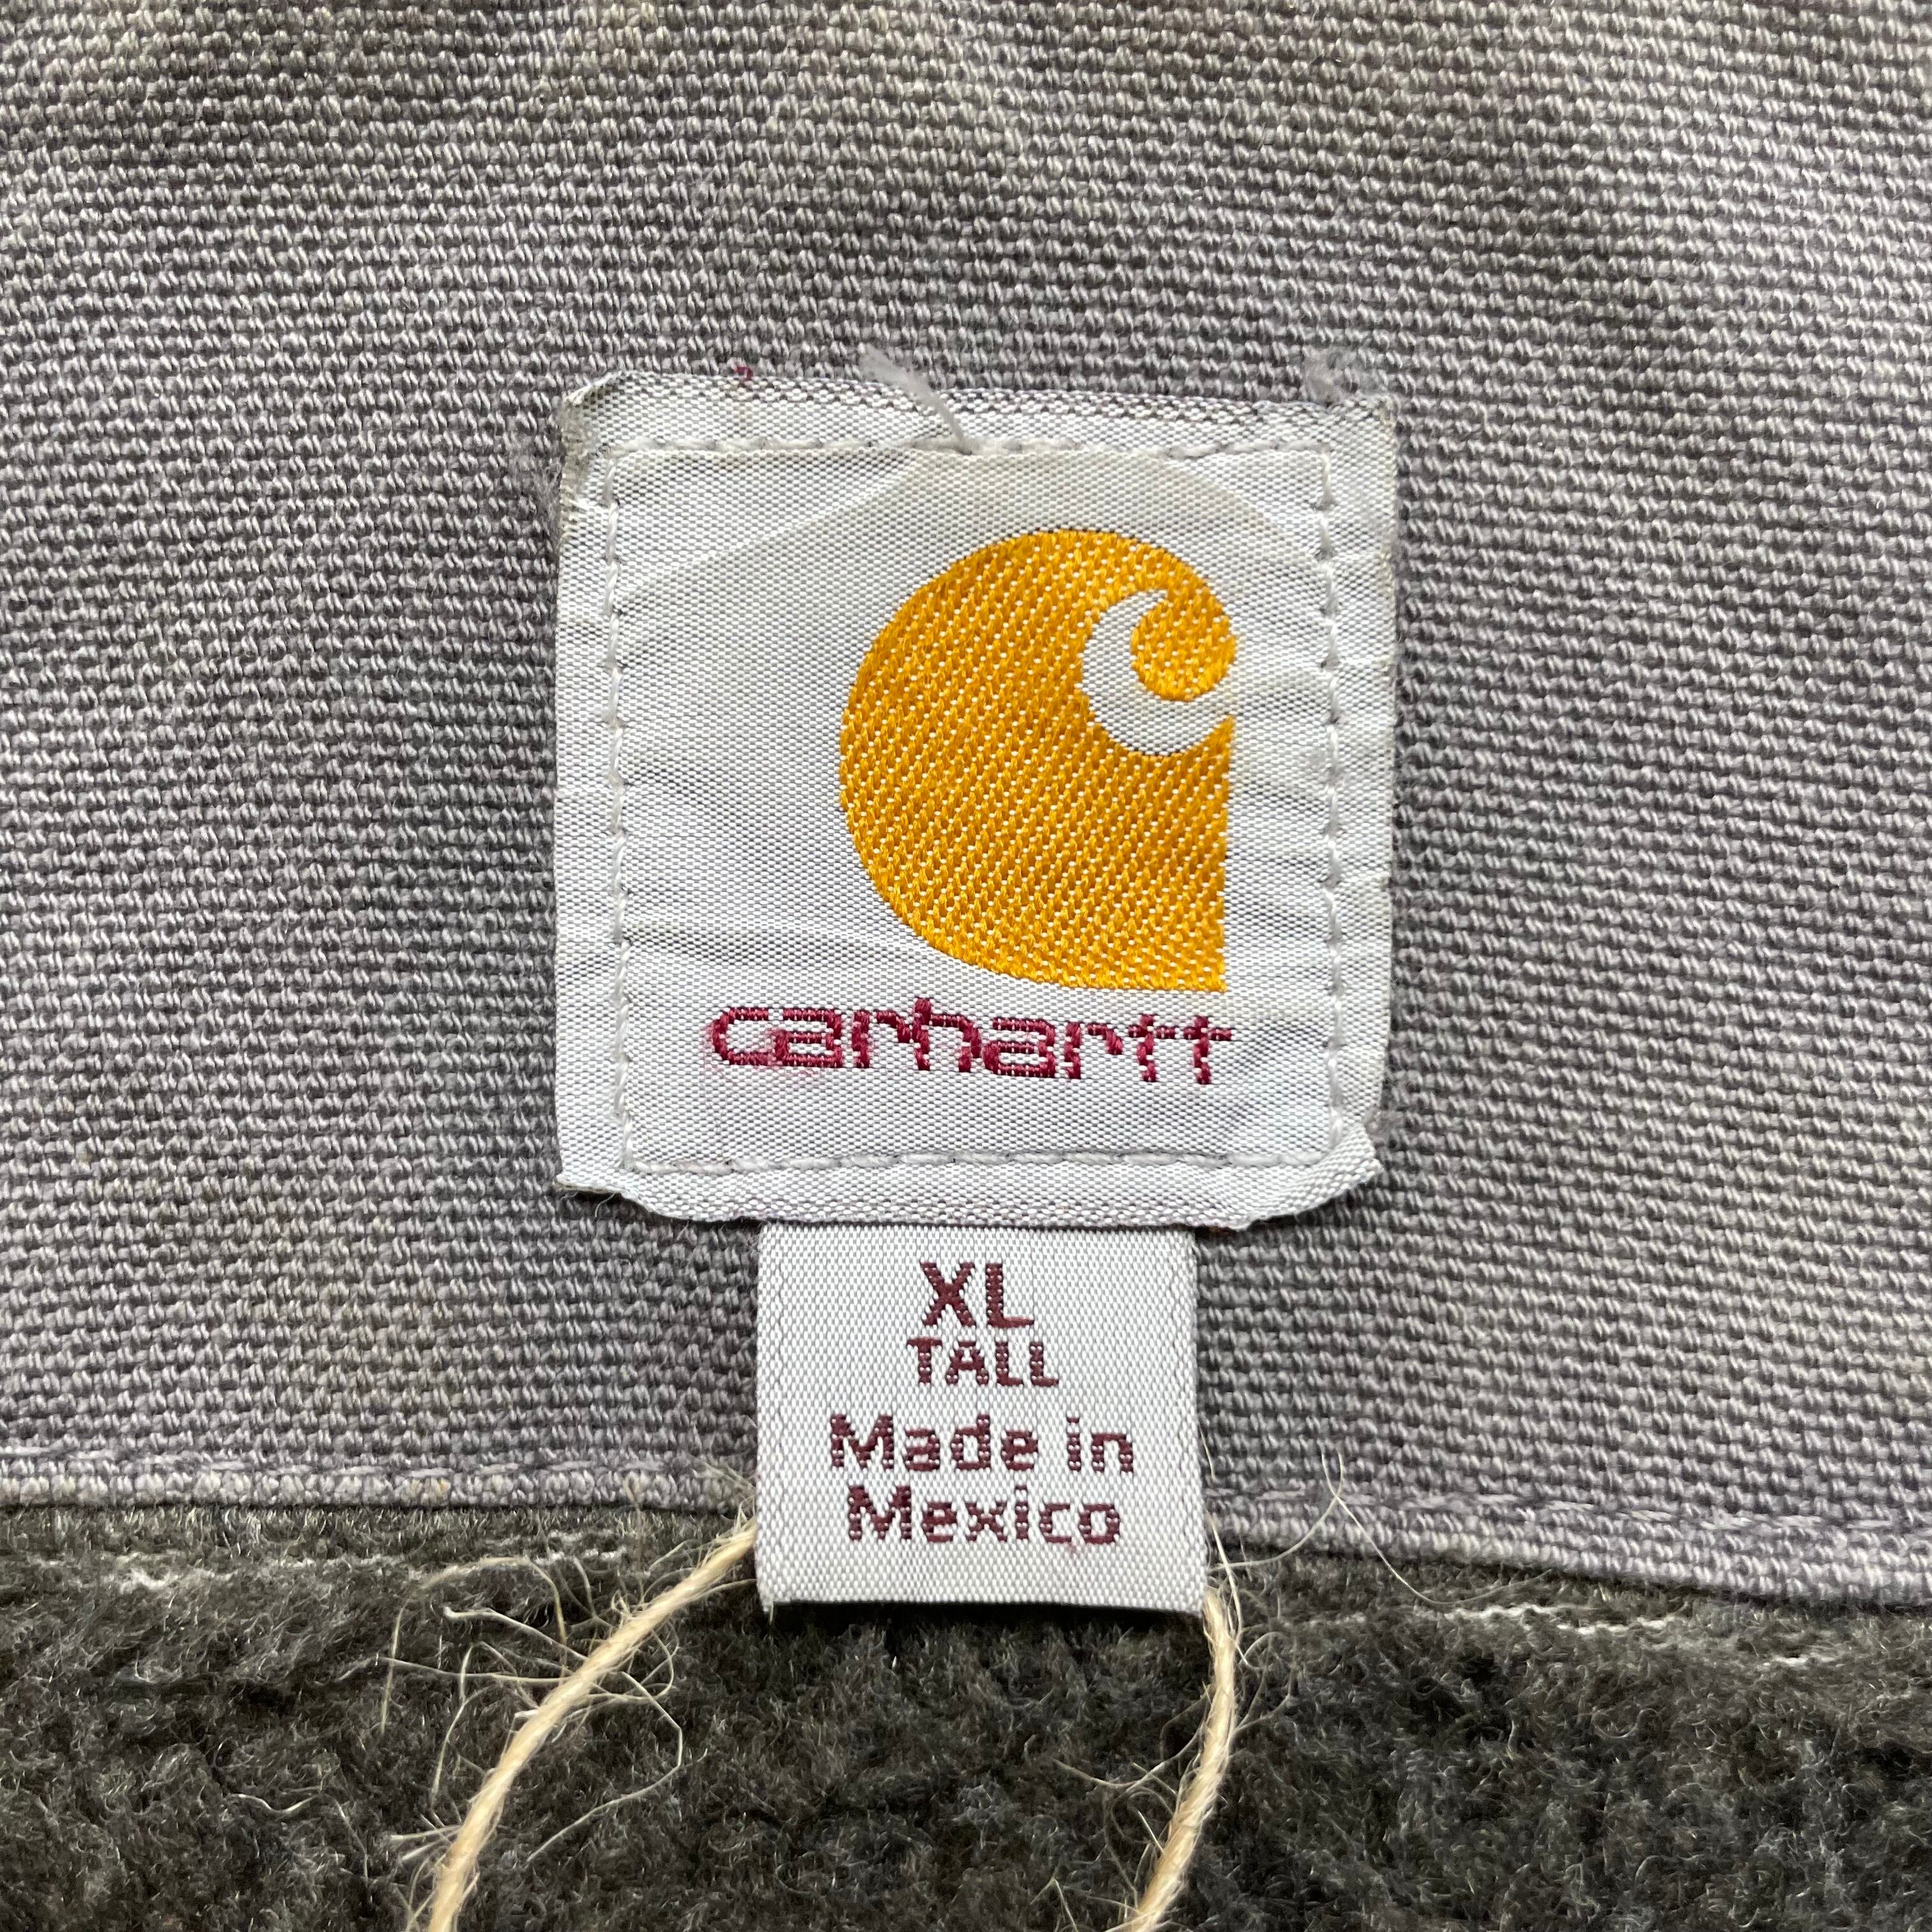 carhartt
XL
TALL
Made in
Mexico